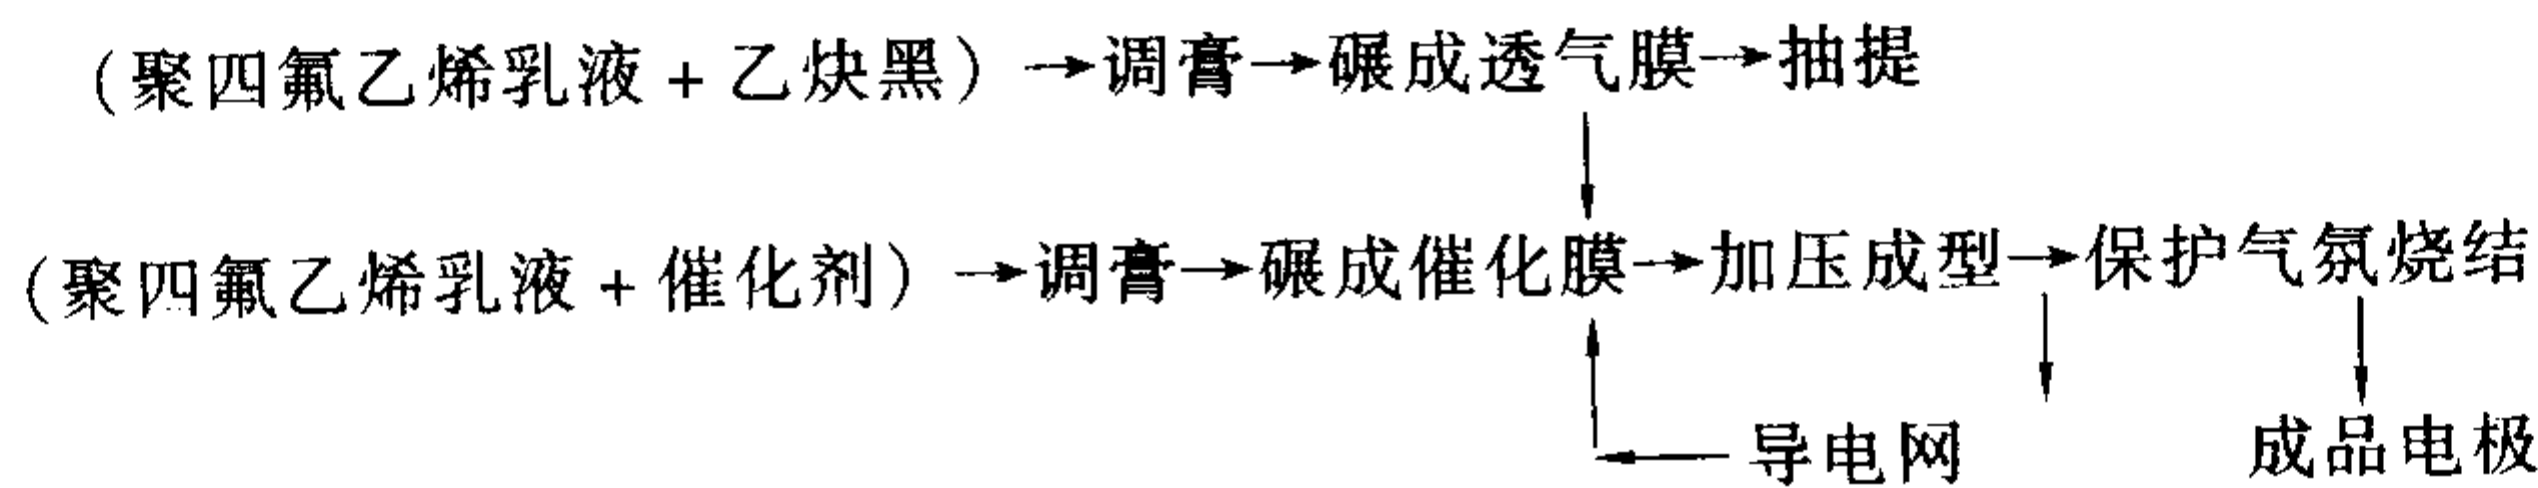 (聚四氟乙烯乳液 + 乙炔黑) →调膏→碾成透气膜→抽提
(聚四氟乙烯乳液 + 催化剂) →调膏→碾成催化膜→加压成型→保护气氛烧结
导电网 成品电极